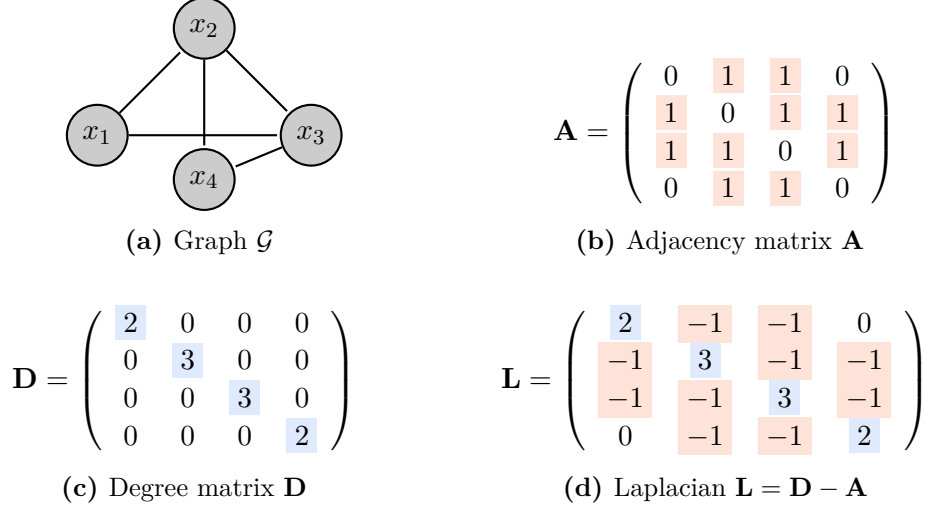 x₂
x₁ x₃
x₄
(a) Graph 𝒢
A =
0 1 1 0
1 0 1 1
1 1 0 1
0 1 1 0
(b) Adjacency matrix A
D =
2 0 0 0
0 3 0 0
0 0 3 0
0 0 0 2
(c) Degree matrix D
L =
2 −1 −1 0
−1 3 −1 −1
−1 −1 3 −1
0 −1 −1 2
(d) Laplacian L = D − A